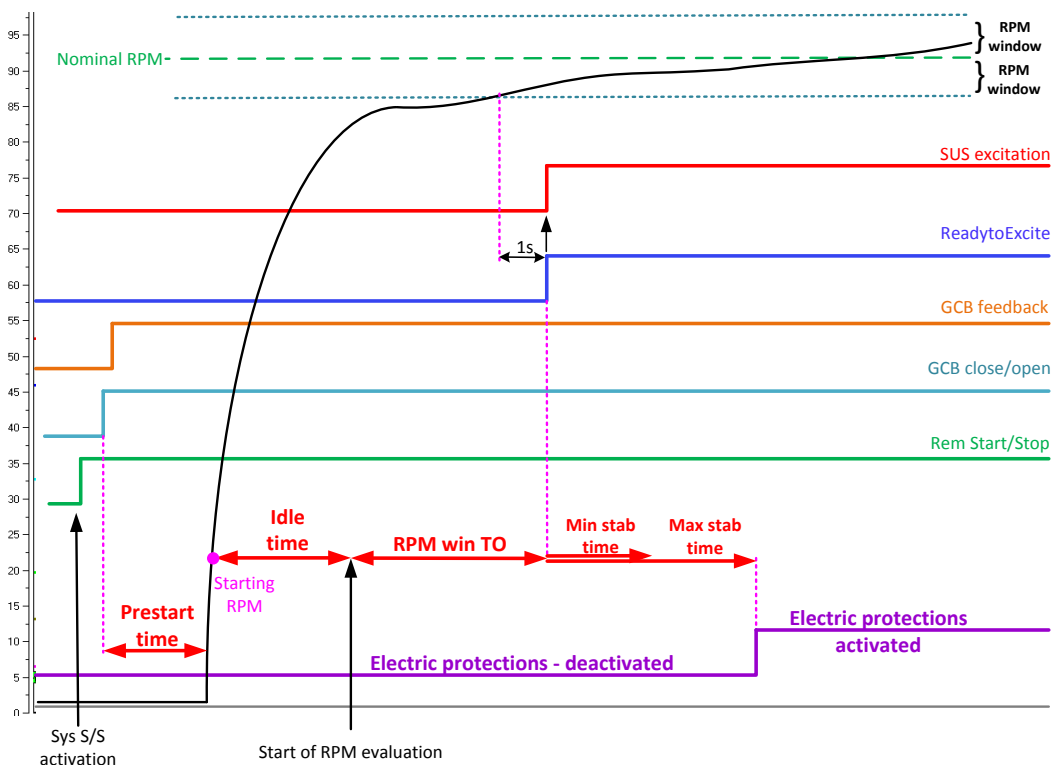 95
90
85
80
75
70
65
60
55
50
45
40
35
30
25
20
15
10
5
0
Nominal RPM
RPM
window
RPM
window
SUS excitation
1s
ReadytoExcite
GCB feedback
GCB close/open
Rem Start/Stop
Idle
time
RPM win TO
Min stab
time
Max stab
time
Starting
RPM
Prestart
time
Electric protections - deactivated
Electric protections
activated
Sys S/S
activation
Start of RPM evaluation